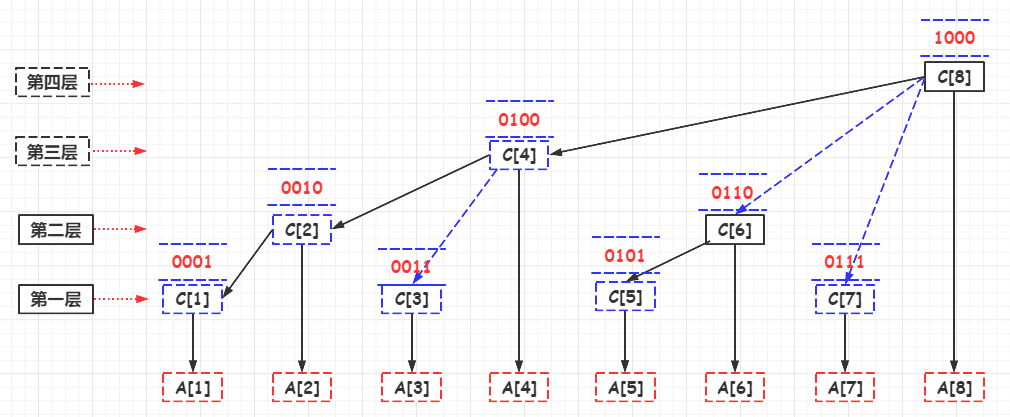 1000
第四层
C[8]
0100
第三层
C[4]
0010
0110
第二层
C[2]
C[6]
0001
0011
0101
0111
第一层
C[1]
C[3]
C[5]
C[7]
A[1]
A[2]
A[3]
A[4]
A[5]
A[6]
A[7]
A[8]